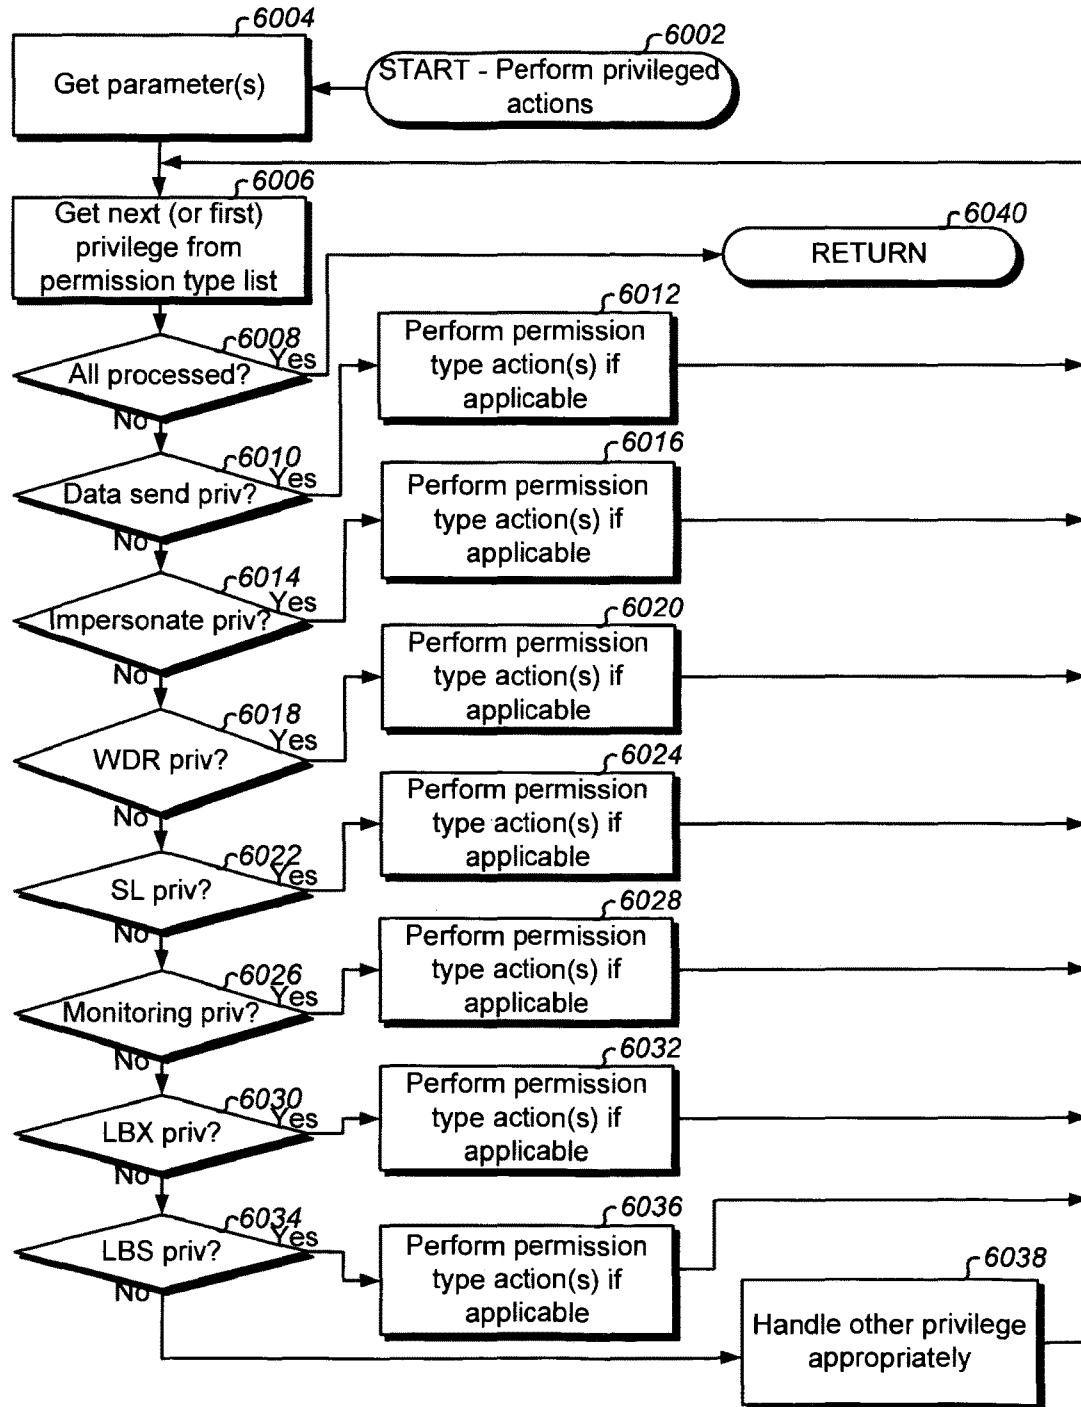 6004
6002
Get parameter(s)
START - Perform privileged
actions
6006
Get next (or first)
privilege from
permission type list
6040
RETURN
6008
Yes
All processed?
No
6012
Perform permission
type action(s) if
applicable
6010
Yes
Data send priv?
No
6016
Perform permission
type action(s) if
applicable
6014
Yes
Impersonate priv?
No
6020
Perform permission
type action(s) if
applicable
6018
Yes
WDR priv?
No
6024
Perform permission
type action(s) if
applicable
6022
Yes
SL priv?
No
6028
Perform permission
type action(s) if
applicable
6026
Yes
Monitoring priv?
No
6032
Perform permission
type action(s) if
applicable
6030
Yes
LBX priv?
No
6036
Perform permission
type action(s) if
applicable
6034
Yes
LBS priv?
No
6038
Handle other privilege
appropriately